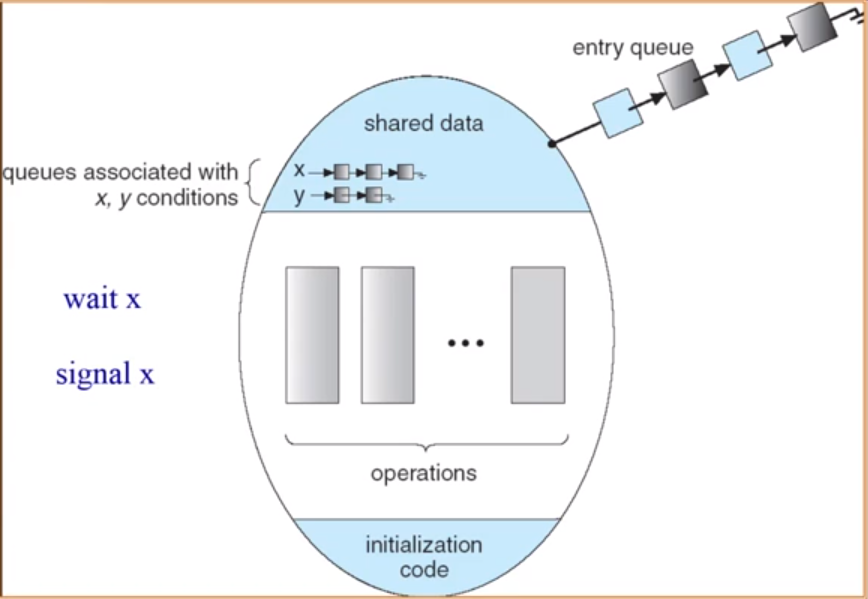 entry queue
shared data
queues associated with
x, y conditions
x
y
wait x
signal x
...
operations
initialization
code